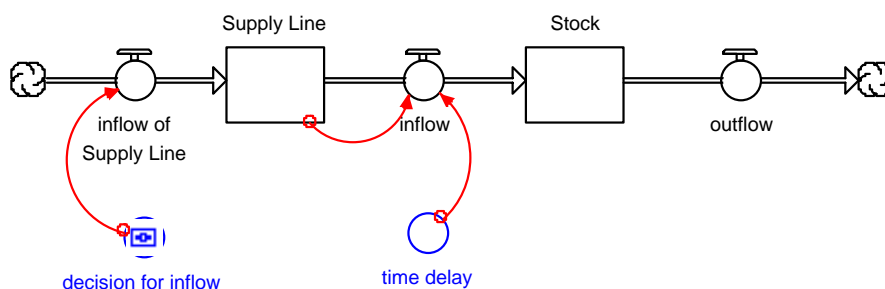 Supply Line
Stock
inflow of
Supply Line
inflow
outflow
decision for inflow
time delay